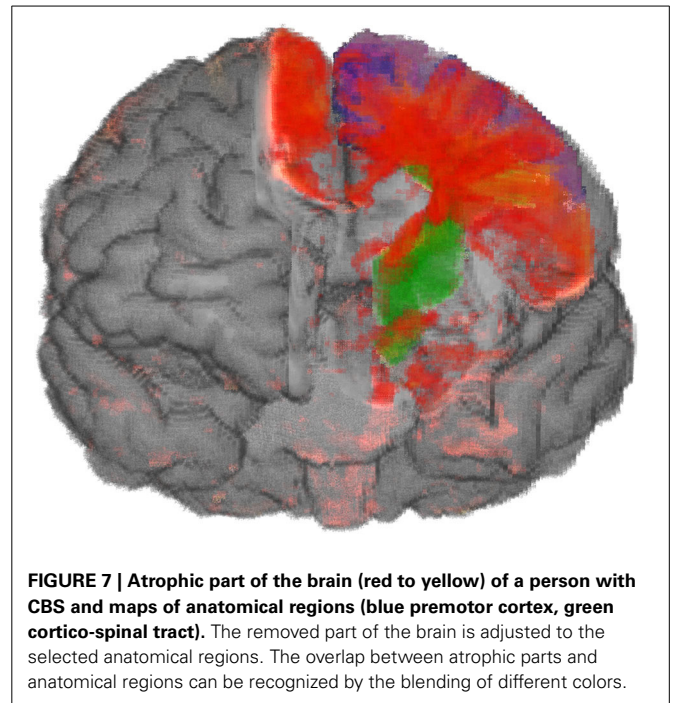 FIGURE 7 | Atrophic part of the brain (red to yellow) of a person with
CBS and maps of anatomical regions (blue premotor cortex, green
cortico-spinal tract). The removed part of the brain is adjusted to the
selected anatomical regions. The overlap between atrophic parts and
anatomical regions can be recognized by the blending of different colors.